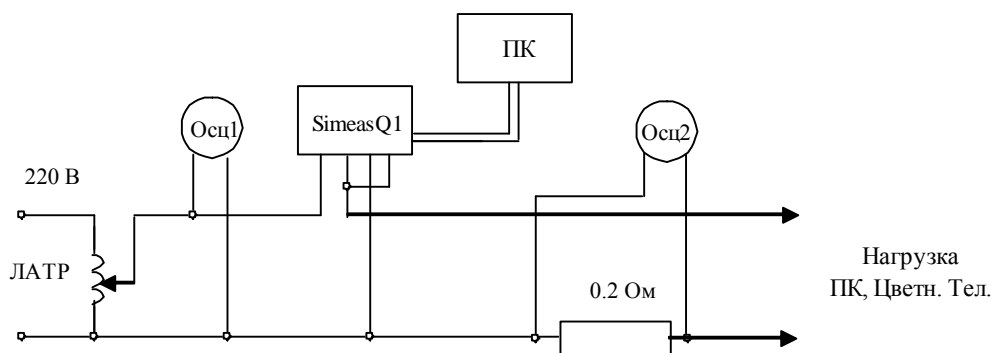 ПК
Осц1
SimeasQ1
Осц2
220 В
ЛАТР
0.2 Ом
Нагрузка
ПК, Цветн. Тел.